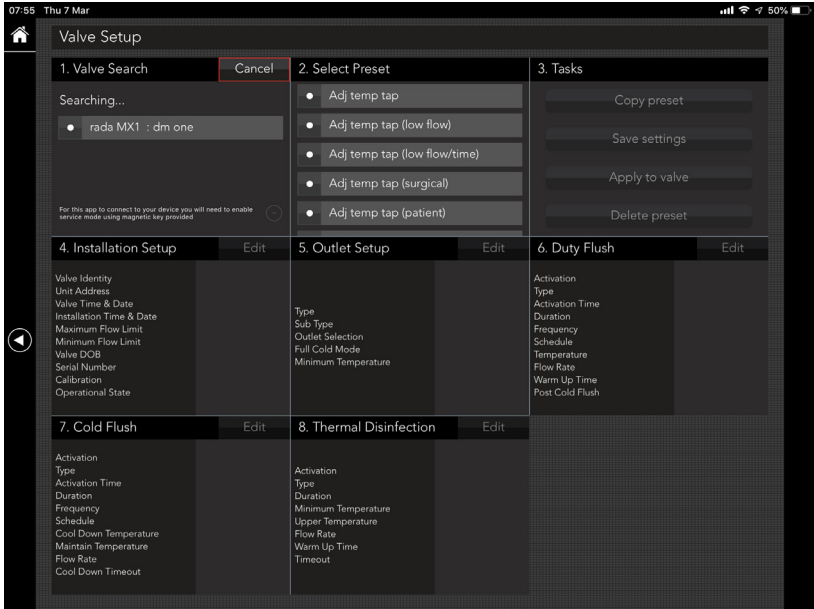 07:55 Thu 7 Mar
50%
Valve Setup
1. Valve Search
Cancel
Searching...
rada MX1 : dm one
For this app to connect to your device you will need to enable
service mode using magnetic key provided
2. Select Preset
Adj temp tap
Adj temp tap (low flow)
Adj temp tap (low flow/time)
Adj temp tap (surgical)
Adj temp tap (patient)
3. Tasks
Copy preset
Save settings
Apply to valve
Delete preset
4. Installation Setup
Edit
Valve Identity
Unit Address
Valve Time & Date
Installation Time & Date
Maximum Flow Limit
Minimum Flow Limit
Valve DOB
Serial Number
Calibration
Operational State
5. Outlet Setup
Edit
Type
Sub Type
Outlet Selection
Full Cold Mode
Minimum Temperature
6. Duty Flush
Edit
Activation
Type
Activation Time
Duration
Frequency
Schedule
Temperature
Flow Rate
Warm Up Time
Post Cold Flush
7. Cold Flush
Edit
Activation
Type
Activation Time
Duration
Frequency
Schedule
Cool Down Temperature
Maintain Temperature
Flow Rate
Cool Down Timeout
8. Thermal Disinfection
Edit
Activation
Type
Duration
Minimum Temperature
Upper Temperature
Flow Rate
Warm Up Time
Timeout